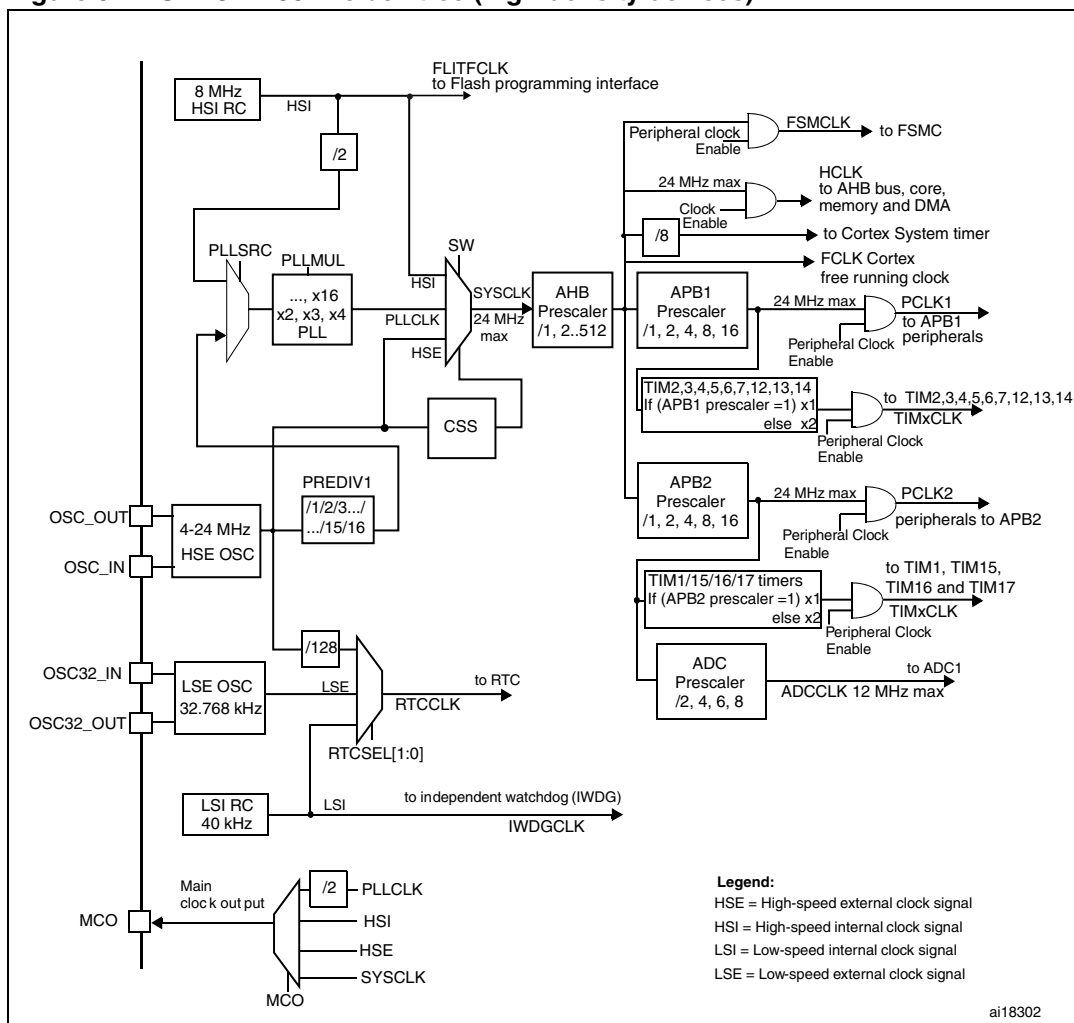 FLITFCLK
to Flash programming interface
8 MHz
HSI RC
HSI
/2
Peripheral clock
Enable
FSMCLK
to FSMC
24 MHz max
Clock
Enable
HCLK
to AHB bus, core,
memory and DMA
/8
to Cortex System timer
FCLK Cortex
free running clock
PLLSRC
PLLMUL
..., x16
x2, x3, x4
PLL
SW
HSI
PLLCLK
HSE
SYSCLK
24 MHz
max
AHB
Prescaler
/1, 2..512
APB1
Prescaler
/1, 2, 4, 8, 16
24 MHz max
PCLK1
to APB1
peripherals
Peripheral Clock
Enable
TIM2,3,4,5,6,7,12,13,14
If (APB1 prescaler =1) x1
else x2
to TIM2,3,4,5,6,7,12,13,14
TIMxCLK
Peripheral Clock
Enable
CSS
PREDIV1
/1/2/3.../
.../15/16
OSC_OUT
OSC_IN
4-24 MHz
HSE OSC
APB2
Prescaler
/1, 2, 4, 8, 16
24 MHz max
PCLK2
peripherals to APB2
Peripheral Clock
Enable
TIM1/15/16/17 timers
If (APB2 prescaler =1) x1
else x2
to TIM1, TIM15,
TIM16 and TIM17
TIMxCLK
Peripheral Clock
Enable
ADC
Prescaler
/2, 4, 6, 8
to ADC1
ADCCLK 12 MHz max
/128
OSC32_IN
OSC32_OUT
LSE OSC
32.768 kHz
LSE
to RTC
RTCCLK
RTCSEL[1:0]
LSI RC
40 kHz
LSI
to independent watchdog (IWDG)
IWDGCLK
MCO
Main
clock output
/2
PLLCLK
HSI
HSE
SYSCLK
MCO
Legend:
HSE = High-speed external clock signal
HSI = High-speed internal clock signal
LSI = Low-speed internal clock signal
LSE = Low-speed external clock signal
ai18302